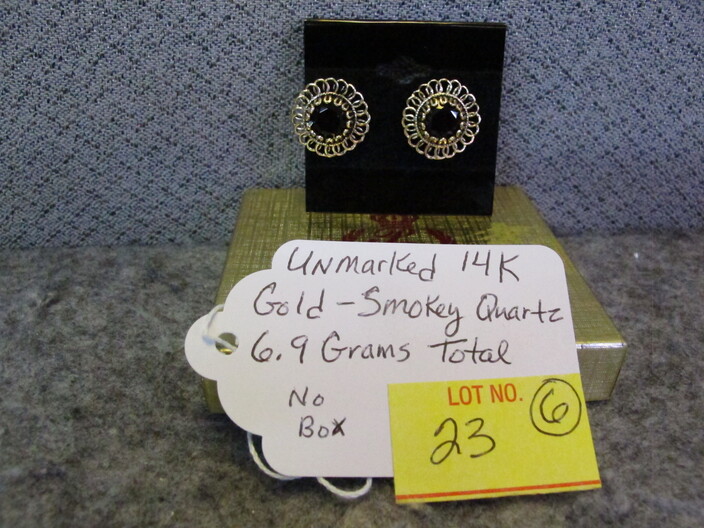 Unmarked 14K
Gold - Smokey Quartz
6.9 Grams Total
No
Box
LOT NO.
23
6